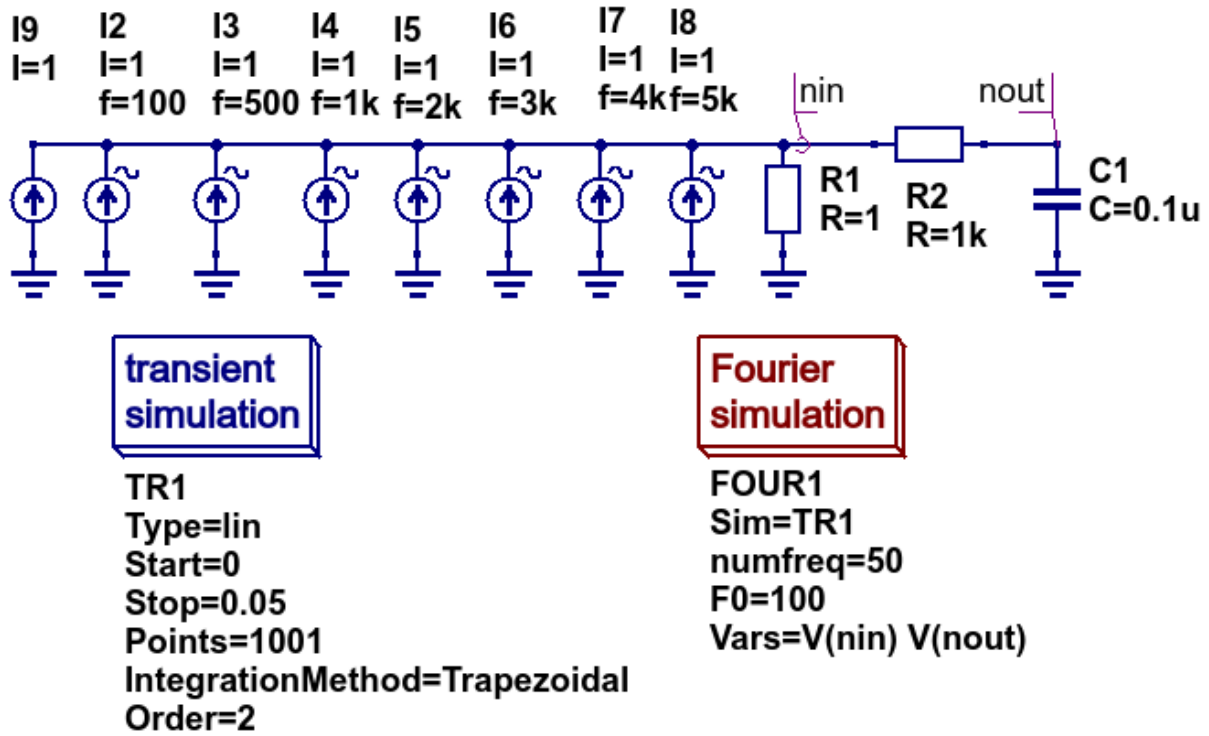 I9
I=1
I2
I=1
f=100
I3
I=1
f=500
I4
I=1
f=1k
I5
I=1
f=2k
I6
I=1
f=3k
I7
I=1
f=4k
I8
I=1
f=5k
nin
nout
R1
R=1
R2
R=1k
C1
C=0.1u
transient
simulation
TR1
Type=lin
Start=0
Stop=0.05
Points=1001
IntegrationMethod=Trapezoidal
Order=2
Fourier
simulation
FOUR1
Sim=TR1
numfreq=50
F0=100
Vars=V(nin) V(nout)